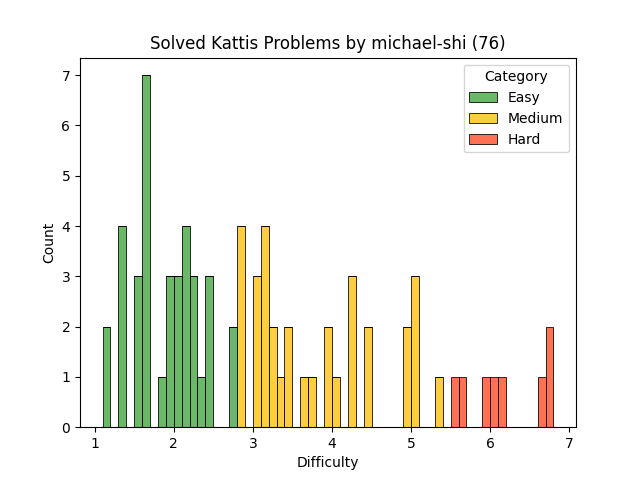 Solved Kattis Problems by michael-shi (76)
Category
Easy
Medium
Hard
7
6
5
4
3
2
1
0
Count
1 2 3 4 5 6 7
Difficulty